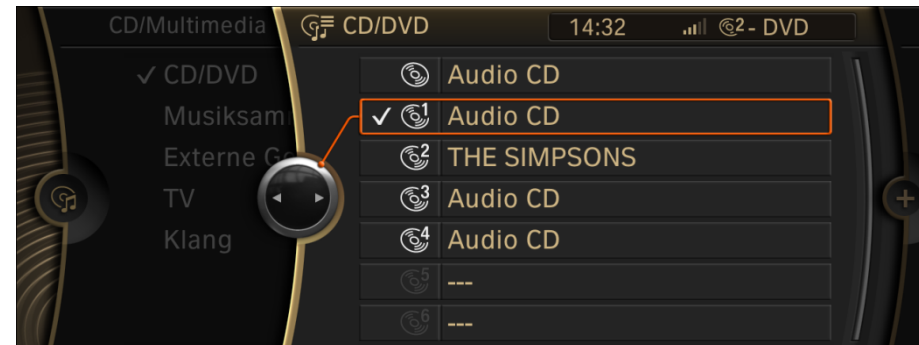 CD/Multimedia
CD/DVD
Musiksam
Externe Ge
TV
Klang
CD/DVD 14:32 2 - DVD
Audio CD
1 Audio CD
2 THE SIMPSONS
3 Audio CD
4 Audio CD
5 ---
6 ---